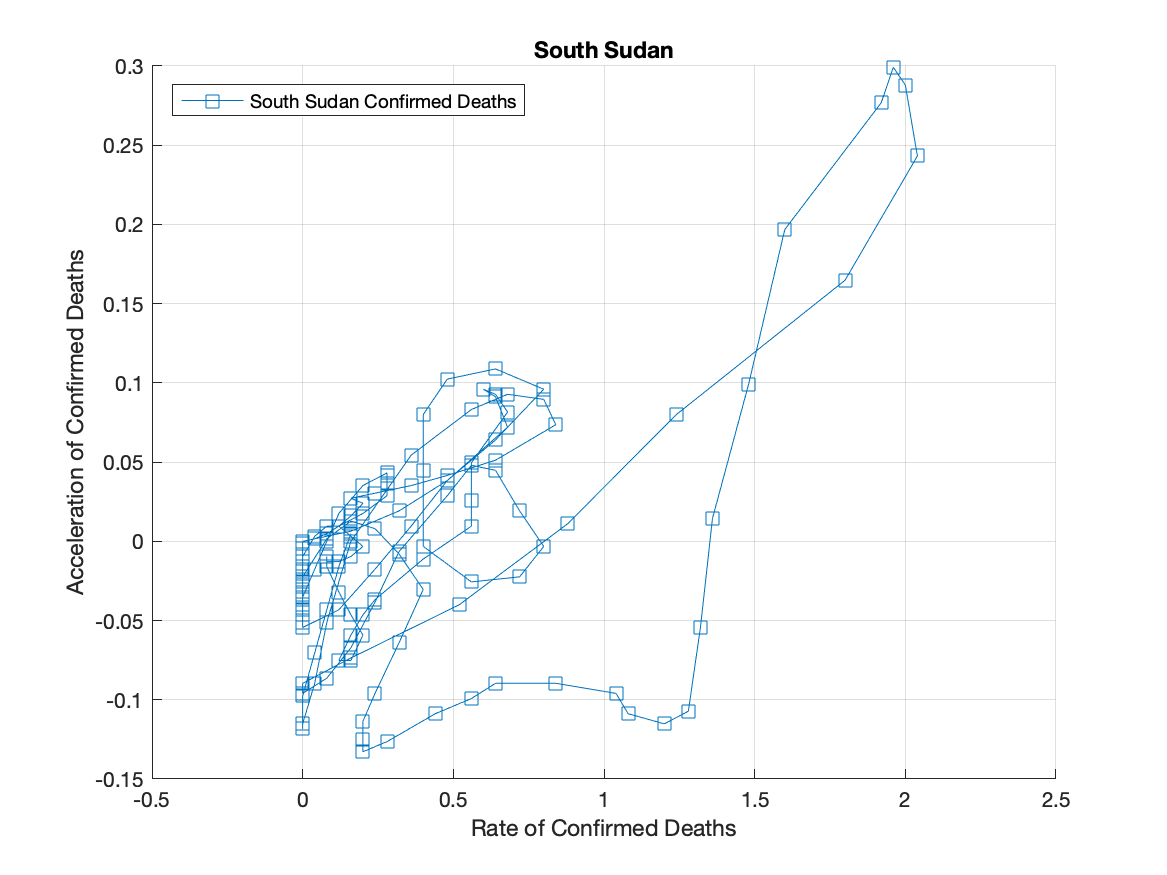 South Sudan
South Sudan Confirmed Deaths
0.3
0.25
0.2
0.15
0.1
0.05
0
-0.05
-0.1
-0.15
Acceleration of Confirmed Deaths
-0.5 0 0.5 1 1.5 2 2.5
Rate of Confirmed Deaths